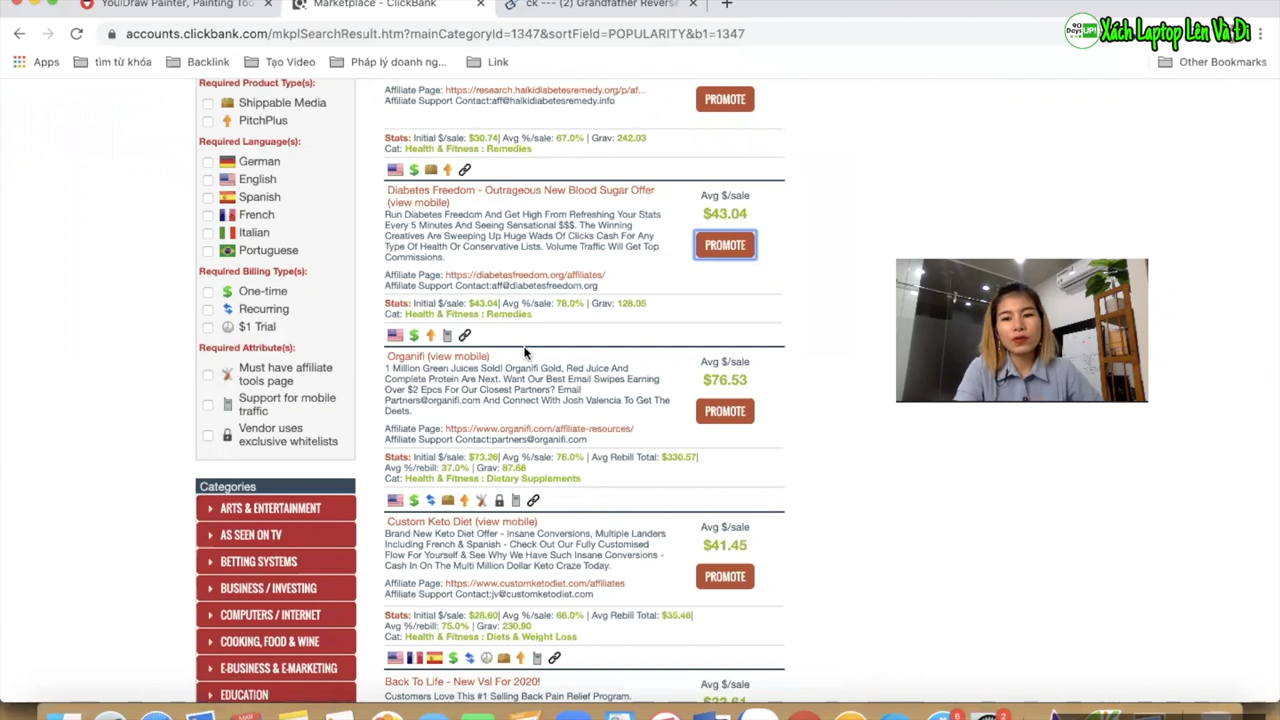 YouiDraw Painter, Painting Too
Marketplace - ClickBank
ck --- (2) Grandfather Reverse
accounts.clickbank.com/mkplSearchResult.htm?mainCategoryId=1347&sortField=POPULARITY&b1=1347
90 Days UP!
Xách Laptop Lên Và Đi
Apps
tìm từ khóa
Backlink
Tạo Video
Pháp lý doanh ng...
Link
Other Bookmarks
Required Product Type(s):
Shippable Media
PitchPlus
Required Language(s):
German
English
Spanish
French
Italian
Portuguese
Required Billing Type(s):
One-time
Recurring
$1 Trial
Required Attribute(s):
Must have affiliate
tools page
Support for mobile
traffic
Vendor uses
exclusive whitelists
Categories
ARTS & ENTERTAINMENT
AS SEEN ON TV
BETTING SYSTEMS
BUSINESS / INVESTING
COMPUTERS / INTERNET
COOKING, FOOD & WINE
E-BUSINESS & E-MARKETING
EDUCATION
Affiliate Page: https://research.halkidiabetesremedy.org/p/af...
Affiliate Support Contact:aff@halkidiabetesremedy.info
PROMOTE
Stats: Initial $/sale: $30.74| Avg %/sale: 67.0% | Grav: 242.03
Cat: Health & Fitness : Remedies
Diabetes Freedom - Outrageous New Blood Sugar Offer
(view mobile)
Run Diabetes Freedom And Get High From Refreshing Your Stats
Every 5 Minutes And Seeing Sensational $$$. The Winning
Creatives Are Sweeping Up Huge Wads Of Clicks Cash For Any
Type Of Health Or Conservative Lists. Volume Traffic Will Get Top
Commissions.
Avg $/sale
$43.04
PROMOTE
Affiliate Page: https://diabetesfreedom.org/affiliates/
Affiliate Support Contact:aff@diabetesfreedom.org
Stats: Initial $/sale: $43.04| Avg %/sale: 78.0% | Grav: 128.05
Cat: Health & Fitness : Remedies
Organifi (view mobile)
1 Million Green Juices Sold! Organifi Gold, Red Juice And
Complete Protein Are Next. Want Our Best Email Swipes Earning
Over $2 Epcs For Our Closest Partners? Email
Partners@organifi.com And Connect With Josh Valencia To Get The
Deets.
Avg $/sale
$76.53
PROMOTE
Affiliate Page: https://www.organifi.com/affiliate-resources/
Affiliate Support Contact:partners@organifi.com
Stats: Initial $/sale: $73.26| Avg %/sale: 76.0% | Avg Rebill Total: $330.57|
Avg %/rebill: 37.0% | Grav: 87.68
Cat: Health & Fitness : Dietary Supplements
Custom Keto Diet (view mobile)
Brand New Keto Diet Offer - Insane Conversions, Multiple Landers
Including French & Spanish - Check Out Our Fully Customised
Flow For Yourself & See Why We Have Such Insane Conversions -
Cash In On The Multi Million Dollar Keto Craze Today.
Avg $/sale
$41.45
PROMOTE
Affiliate Page: https://www.customketodiet.com/affiliates
Affiliate Support Contact:jv@customketodiet.com
Stats: Initial $/sale: $28.60| Avg %/sale: 66.0% | Avg Rebill Total: $35.46|
Avg %/rebill: 75.0% | Grav: 230.90
Cat: Health & Fitness : Diets & Weight Loss
Back To Life - New Vsl For 2020!
Customers Love This #1 Selling Back Pain Relief Program.
Avg $/sale